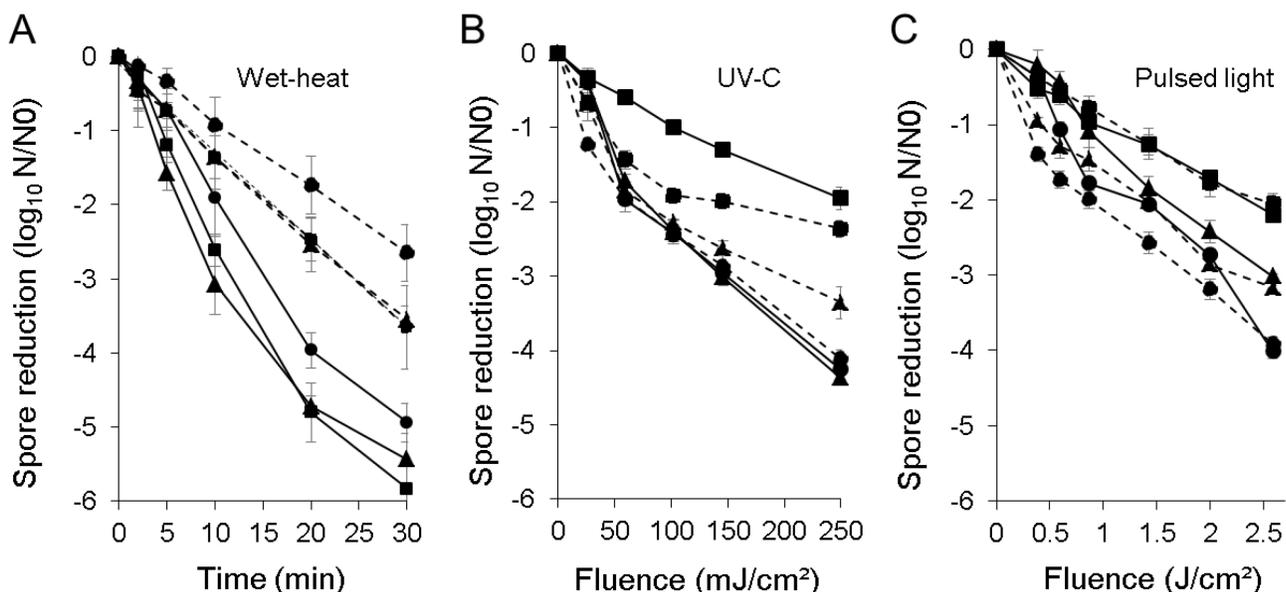 A
Wet-heat
Spore reduction (log10 N/N0)
0
-1
-2
-3
-4
-5
-6
0 5 10 15 20 25 30
Time (min)
B
UV-C
Spore reduction (log10 N/N0)
0
-1
-2
-3
-4
-5
-6
0 50 100 150 200 250
Fluence (mJ/cm²)
C
Pulsed light
Spore reduction (log10 N/N0)
0
-1
-2
-3
-4
-5
-6
0 0.5 1 1.5 2 2.5
Fluence (J/cm²)